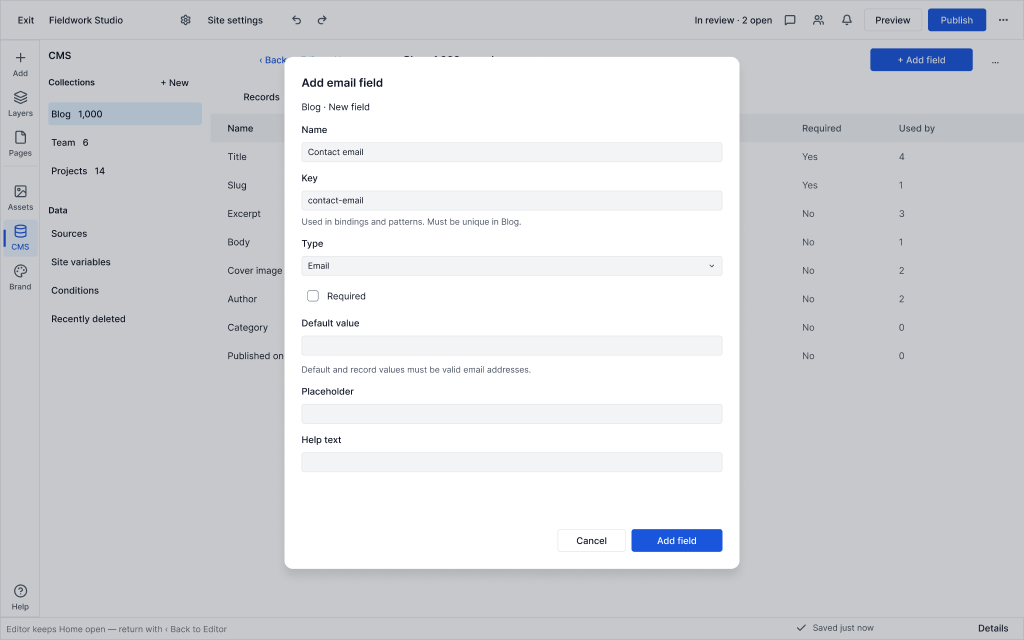 Exit Fieldwork Studio Site settings In review · 2 open Preview Publish ...
Add
Layers
Pages
Assets
CMS
Brand
Help
CMS
Collections + New
Blog 1,000
Team 6
Projects 14
Data
Sources
Site variables
Conditions
Recently deleted
‹ Back
+ Add field ...
Records
Name Required Used by
Title Yes 4
Slug Yes 1
Excerpt No 3
Body No 1
Cover image No 2
Author No 2
Category No 0
Published on No 0
Add email field
Blog · New field
Name
Contact email
Key
contact-email
Used in bindings and patterns. Must be unique in Blog.
Type
Email
Required
Default value
Default and record values must be valid email addresses.
Placeholder
Help text
Cancel Add field
Editor keeps Home open — return with ‹ Back to Editor Saved just now Details